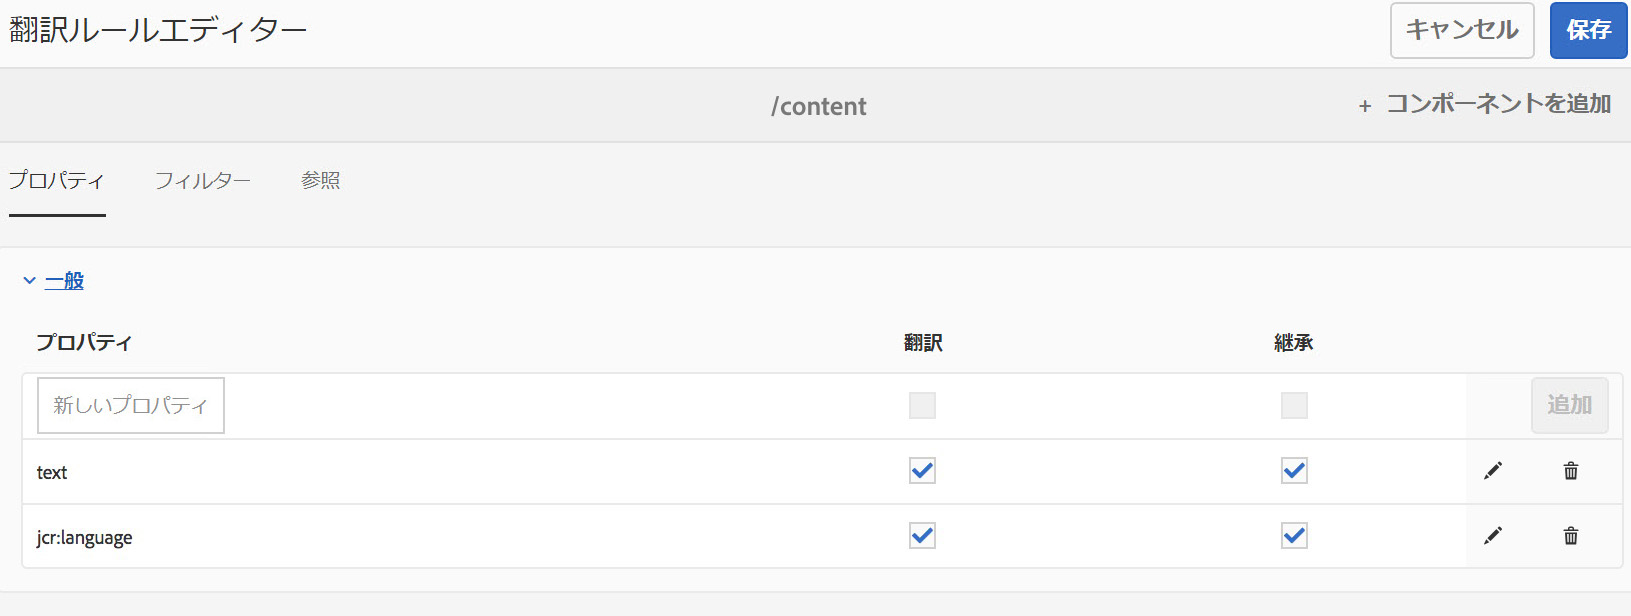 翻訳ルールエディター
キャンセル
保存
/content
+ コンポーネントを追加
プロパティ
フィルター
参照
一般
プロパティ
翻訳
継承
新しいプロパティ
追加
text
jcr:language